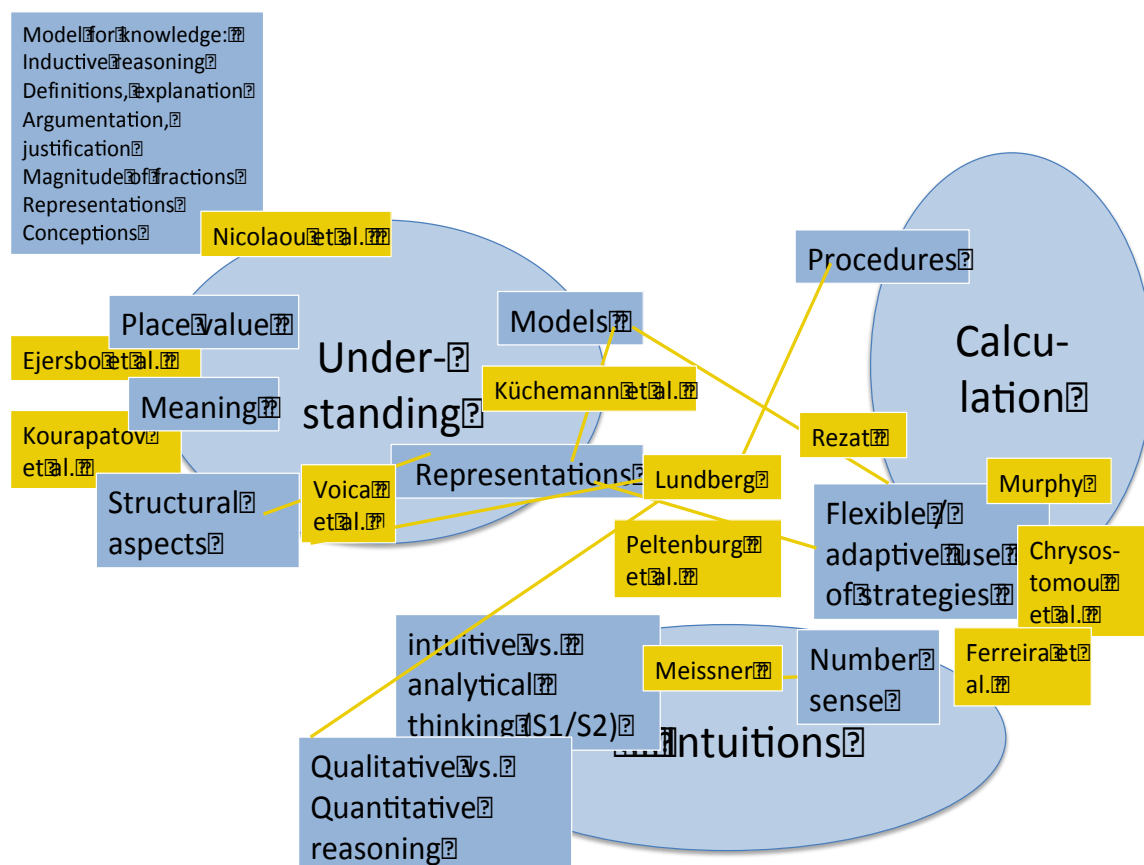 Model for knowledge:
Inductive reasoning
Definitions, explanation
Argumentation,
justification
Magnitude of fractions
Representations
Conceptions
Nicolaou et al.
Place value
Ejersbo et al.
Meaning
Kourapatov
et al.
Structural
aspects
Voica
et al.
Under-
standing
Models
Küchemann et al.
Representations
Lundberg
Peltenburg
et al.
Procedures
Calcu-
lation
Rezat
Murphy
Flexible /
adaptive use
of strategies
Chrysos-
tomou
et al.
Ferreira et
al.
intuitive vs.
analytical
thinking (S1/S2)
Meissner
Number
sense
Intuitions
Qualitative vs.
Quantitative
reasoning